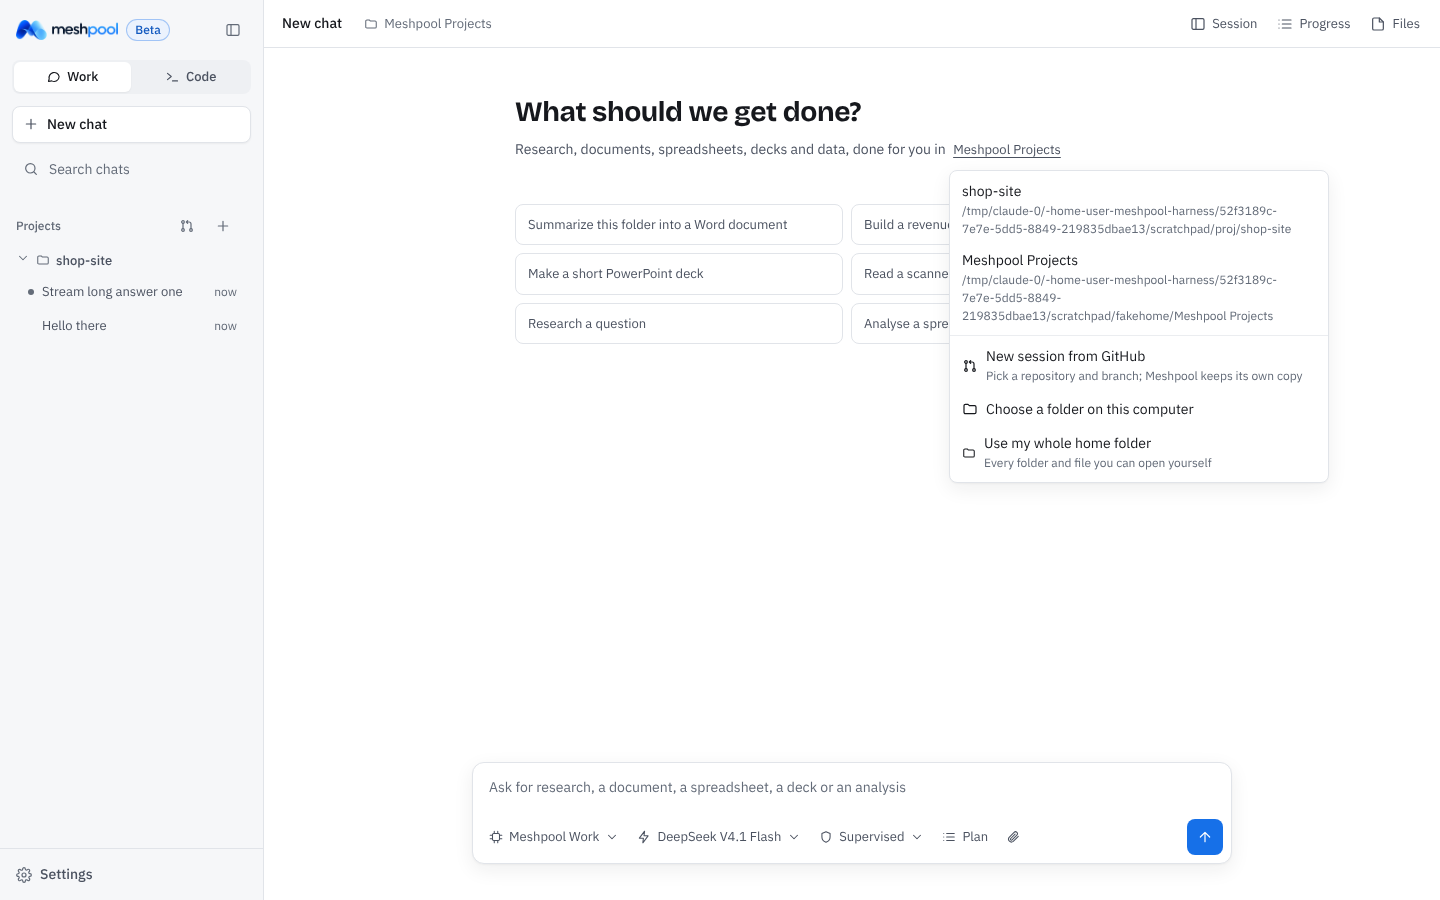 meshpool Beta
Work Code
New chat
Search chats
Projects
shop-site
Stream long answer one now
Hello there now
Settings
New chat Meshpool Projects Session Progress Files
What should we get done?
Research, documents, spreadsheets, decks and data, done for you in Meshpool Projects
Summarize this folder into a Word document
Build a revenu
Make a short PowerPoint deck
Read a scanne
Research a question
Analyse a spre
shop-site
/tmp/claude-0/-home-user-meshpool-harness/52f3189c-
7e7e-5dd5-8849-219835dbae13/scratchpad/proj/shop-site
Meshpool Projects
/tmp/claude-0/-home-user-meshpool-harness/52f3189c-
7e7e-5dd5-8849-
219835dbae13/scratchpad/fakehome/Meshpool Projects
New session from GitHub
Pick a repository and branch; Meshpool keeps its own copy
Choose a folder on this computer
Use my whole home folder
Every folder and file you can open yourself
Ask for research, a document, a spreadsheet, a deck or an analysis
Meshpool Work DeepSeek V4.1 Flash Supervised Plan